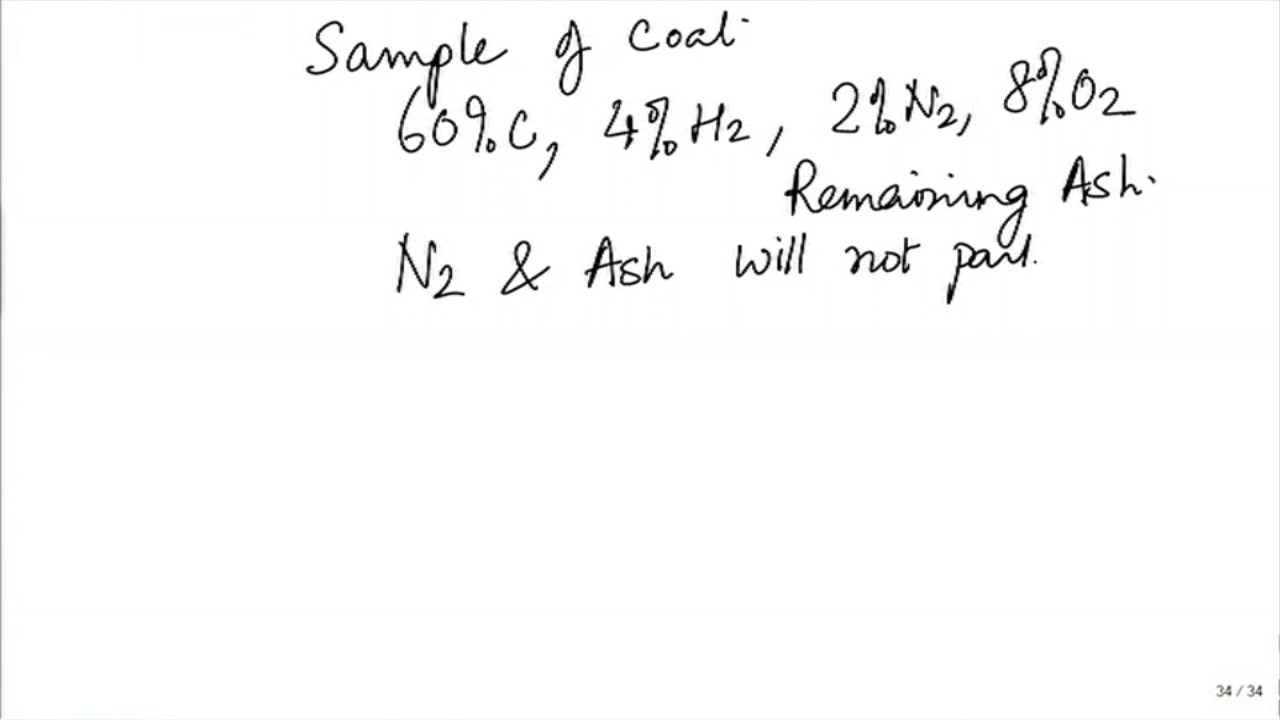 Sample of Coal.
60% C, 4% H2, 2% N2, 8% O2
Remaining Ash.
N2 & Ash will not part.
34 / 34